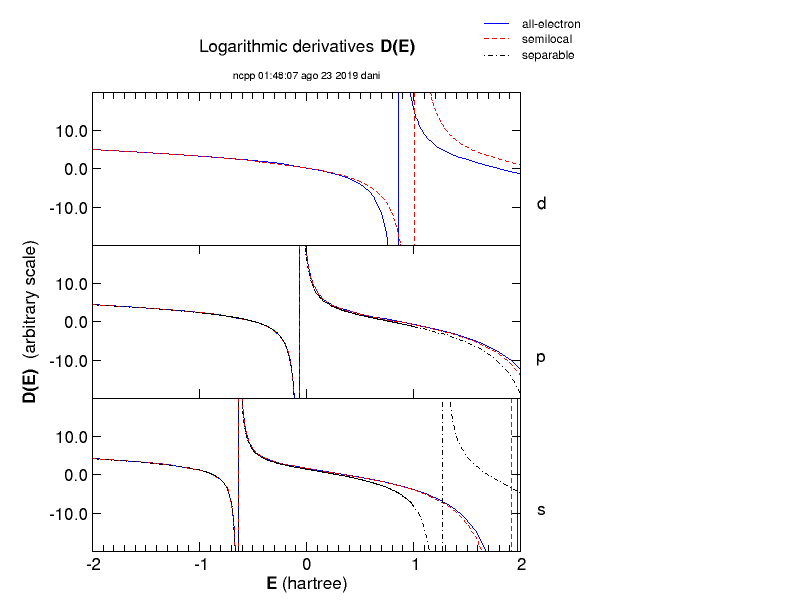 all-electron
semilocal
separable
Logarithmic derivatives D(E)
ncpp 01:48:07 ago 23 2019 dani
10.0
0.0
-10.0
d
10.0
0.0
-10.0
p
10.0
0.0
-10.0
s
D(E) (arbitrary scale)
-2 -1 0 1 2
E (hartree)